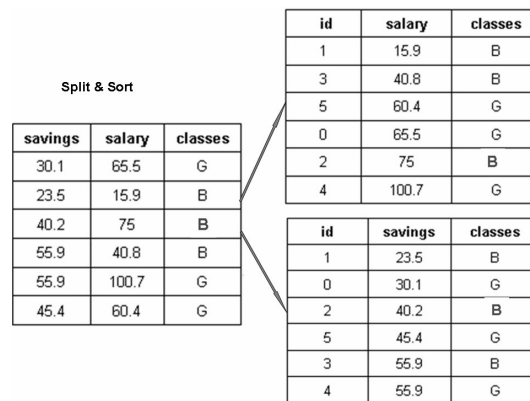 Split & Sort
savings salary classes
30.1 65.5 G
23.5 15.9 B
40.2 75 B
55.9 40.8 B
55.9 100.7 G
45.4 60.4 G
id salary classes
1 15.9 B
3 40.8 B
5 60.4 G
0 65.5 G
2 75 B
4 100.7 G
id savings classes
1 23.5 B
0 30.1 G
2 40.2 B
5 45.4 G
3 55.9 B
4 55.9 G